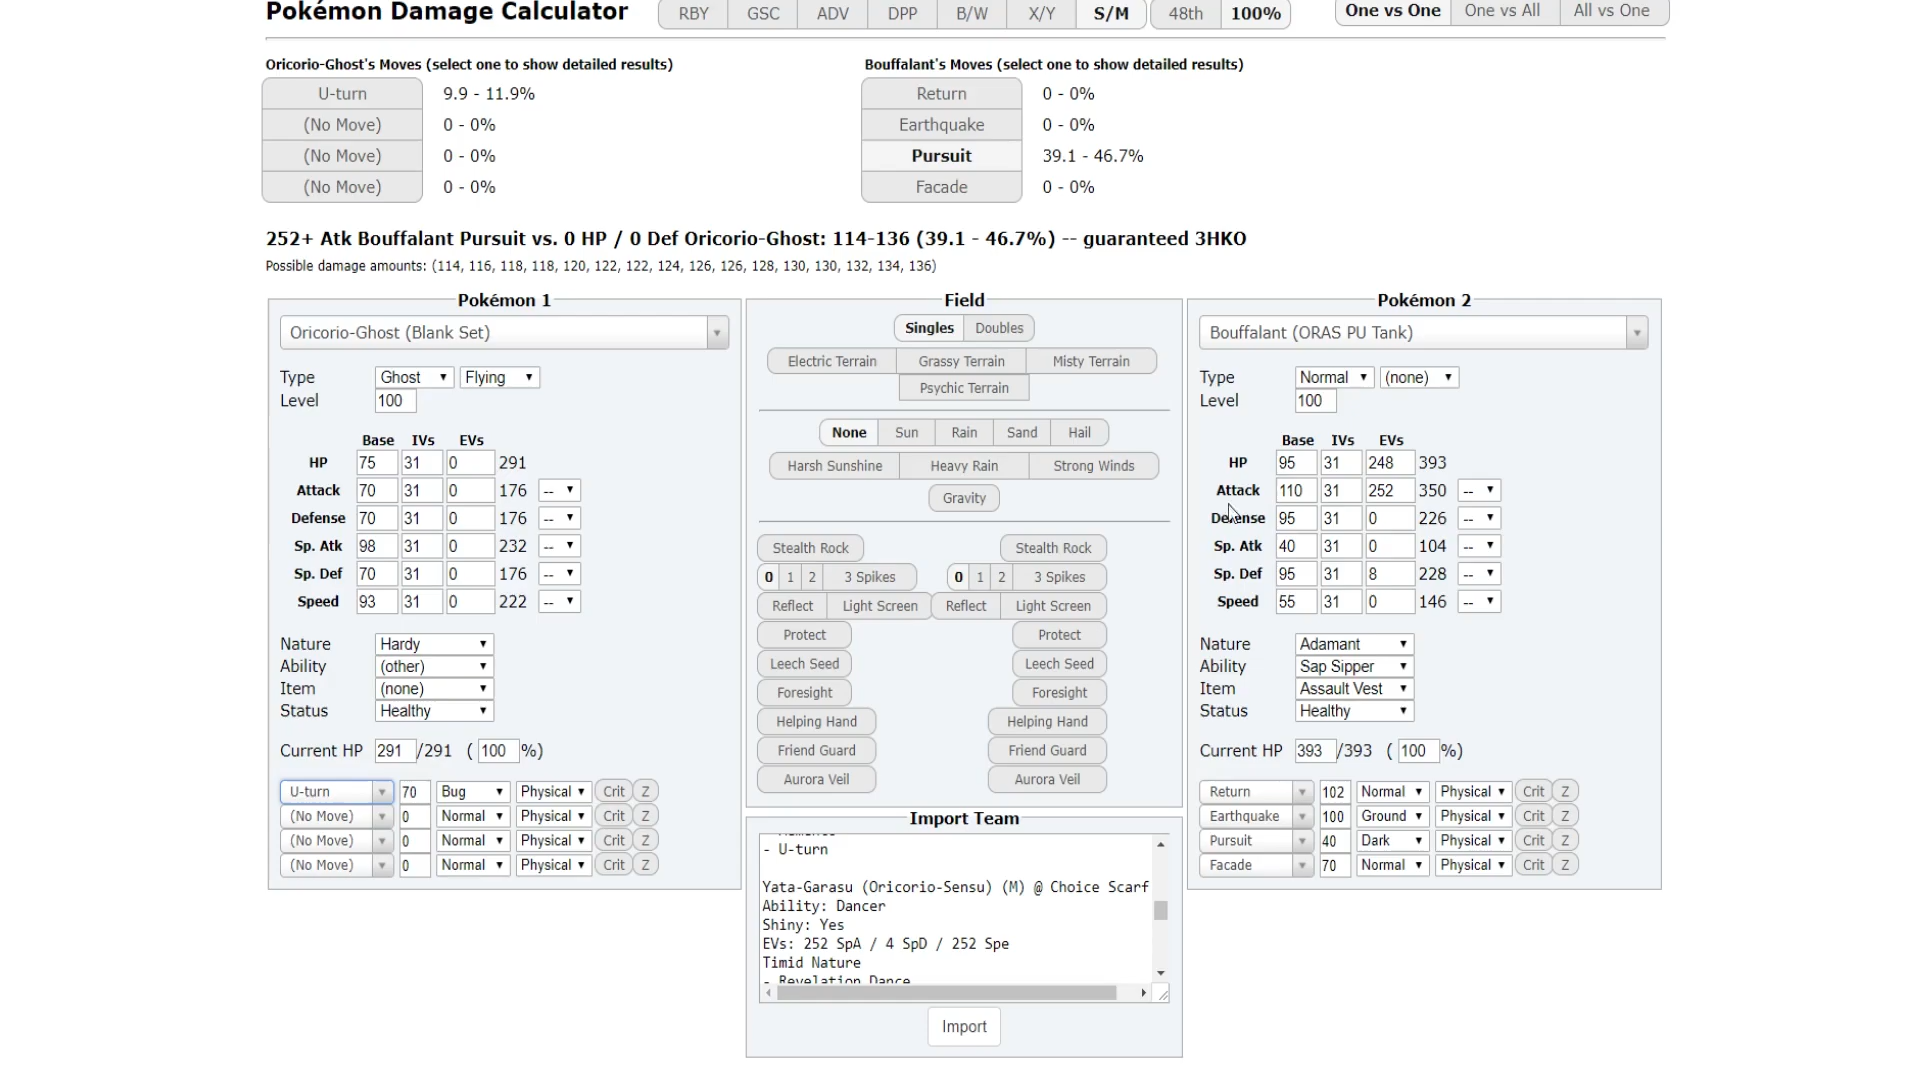 Pokémon Damage Calculator RBY GSC ADV DPP B/W X/Y S/M 48th 100% One vs One One vs All All vs One
Oricorio-Ghost's Moves (select one to show detailed results)
U-turn 9.9 - 11.9%
(No Move) 0 - 0%
(No Move) 0 - 0%
(No Move) 0 - 0%
Bouffalant's Moves (select one to show detailed results)
Return 0 - 0%
Earthquake 0 - 0%
Pursuit 39.1 - 46.7%
Facade 0 - 0%
252+ Atk Bouffalant Pursuit vs. 0 HP / 0 Def Oricorio-Ghost: 114-136 (39.1 - 46.7%) -- guaranteed 3HKO
Possible damage amounts: (114, 116, 118, 118, 120, 122, 122, 124, 126, 126, 128, 130, 130, 132, 134, 136)
Pokémon 1
Oricorio-Ghost (Blank Set)
Type Ghost Flying
Level 100
Base IVs EVs
HP 75 31 0 291
Attack 70 31 0 176 --
Defense 70 31 0 176 --
Sp. Atk 98 31 0 232 --
Sp. Def 70 31 0 176 --
Speed 93 31 0 222 --
Nature Hardy
Ability (other)
Item (none)
Status Healthy
Current HP 291 /291 ( 100 %)
U-turn 70 Bug Physical Crit Z
(No Move) 0 Normal Physical Crit Z
(No Move) 0 Normal Physical Crit Z
(No Move) 0 Normal Physical Crit Z
Field
Singles Doubles
Electric Terrain Grassy Terrain Misty Terrain
Psychic Terrain
None Sun Rain Sand Hail
Harsh Sunshine Heavy Rain Strong Winds
Gravity
Stealth Rock Stealth Rock
0 1 2 3 Spikes 0 1 2 3 Spikes
Reflect Light Screen Reflect Light Screen
Protect Protect
Leech Seed Leech Seed
Foresight Foresight
Helping Hand Helping Hand
Friend Guard Friend Guard
Aurora Veil Aurora Veil
Import Team
- U-turn
Yata-Garasu (Oricorio-Sensu) (M) @ Choice Scarf
Ability: Dancer
Shiny: Yes
EVs: 252 SpA / 4 SpD / 252 Spe
Timid Nature
- Revelation Dance
Import
Pokémon 2
Bouffalant (ORAS PU Tank)
Type Normal (none)
Level 100
Base IVs EVs
HP 95 31 248 393
Attack 110 31 252 350 --
Defense 95 31 0 226 --
Sp. Atk 40 31 0 104 --
Sp. Def 95 31 8 228 --
Speed 55 31 0 146 --
Nature Adamant
Ability Sap Sipper
Item Assault Vest
Status Healthy
Current HP 393 /393 ( 100 %)
Return 102 Normal Physical Crit Z
Earthquake 100 Ground Physical Crit Z
Pursuit 40 Dark Physical Crit Z
Facade 70 Normal Physical Crit Z